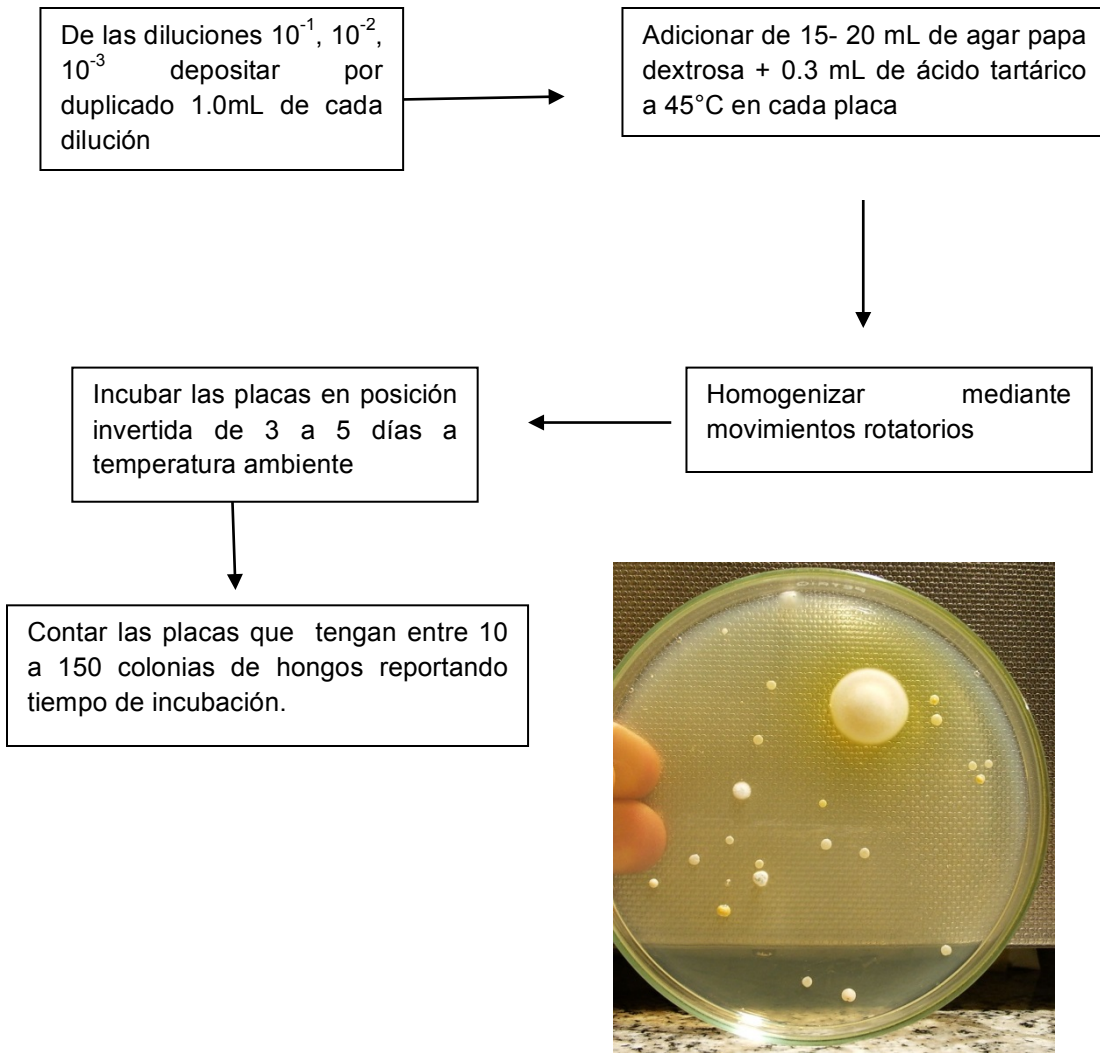 De las diluciones 10⁻¹, 10⁻²,
10⁻³ depositar por
duplicado 1.0mL de cada
dilución
Adicionar de 15- 20 mL de agar papa
dextrosa + 0.3 mL de ácido tartárico
a 45°C en cada placa
Homogenizar mediante
movimientos rotatorios
Incubar las placas en posición
invertida de 3 a 5 días a
temperatura ambiente
Contar las placas que tengan entre 10
a 150 colonias de hongos reportando
tiempo de incubación.